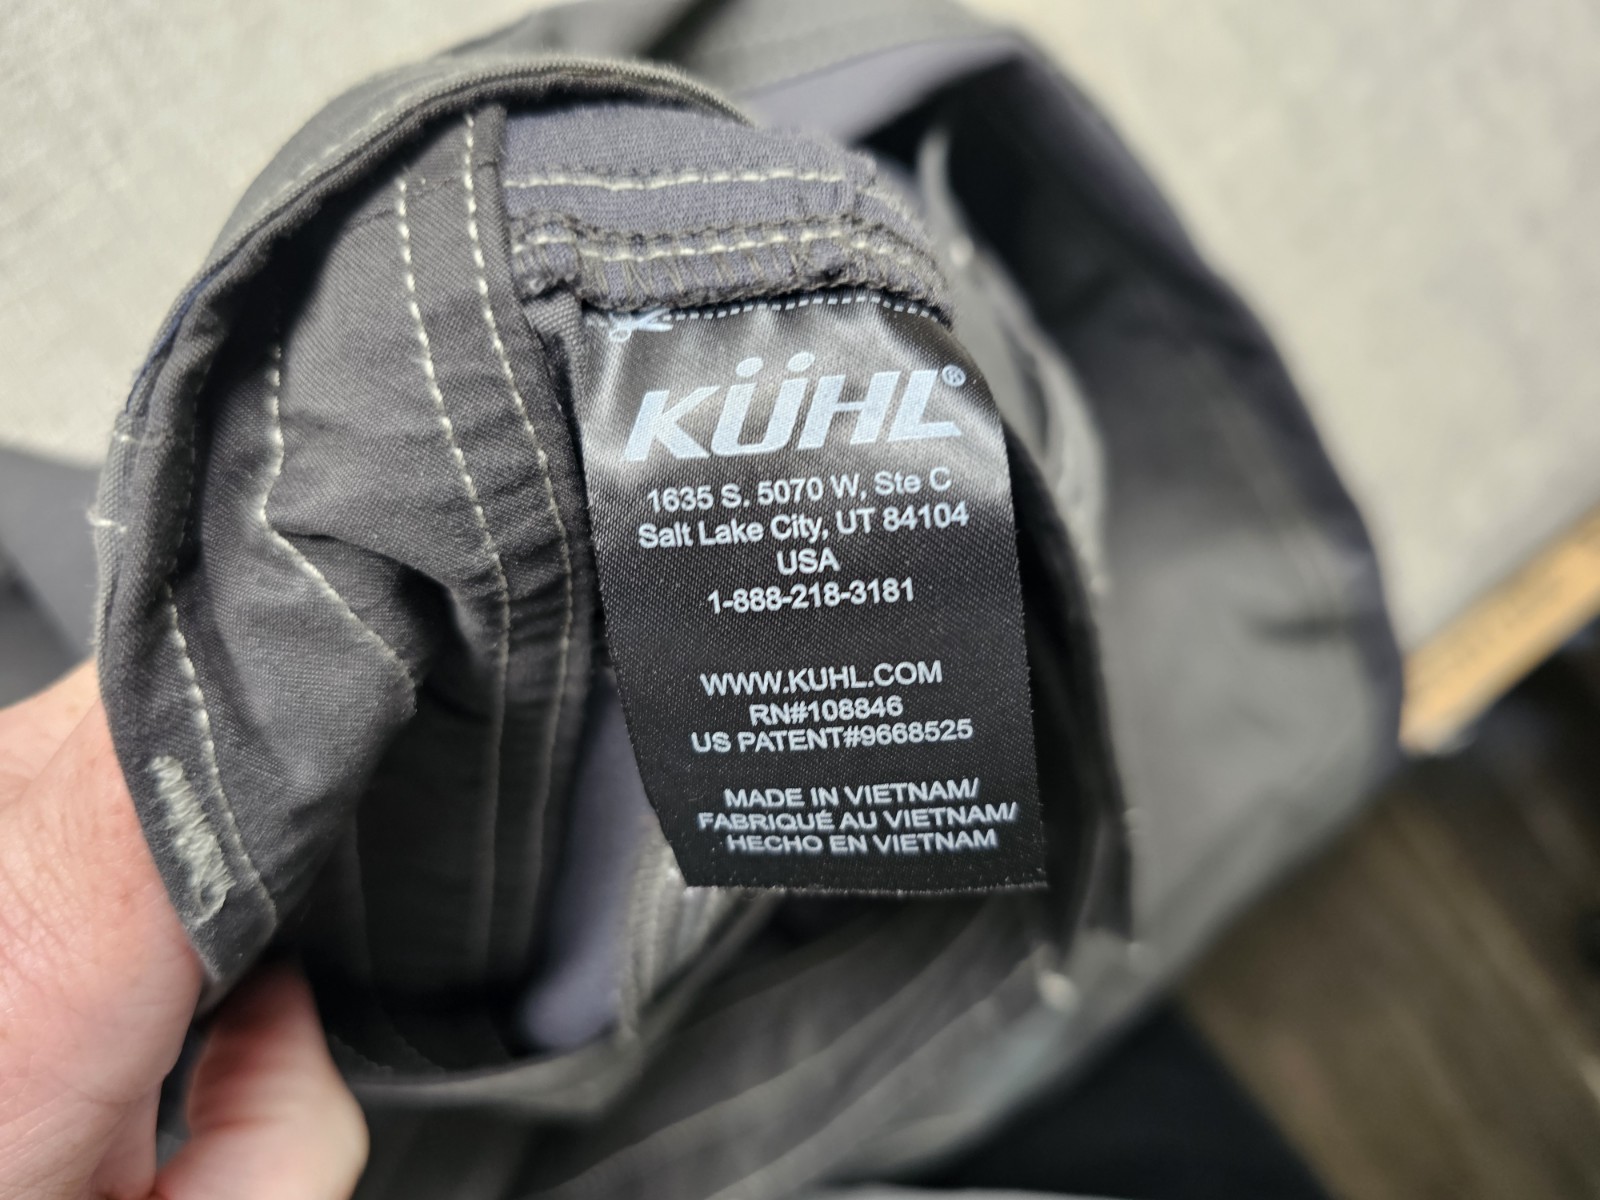 KÜHL®
1635 S. 5070 W, Ste C
Salt Lake City, UT 84104
USA
1-888-218-3181
WWW.KUHL.COM
RN#108846
US PATENT#9668525
MADE IN VIETNAM/
FABRIQUÉ AU VIETNAM/
HECHO EN VIETNAM